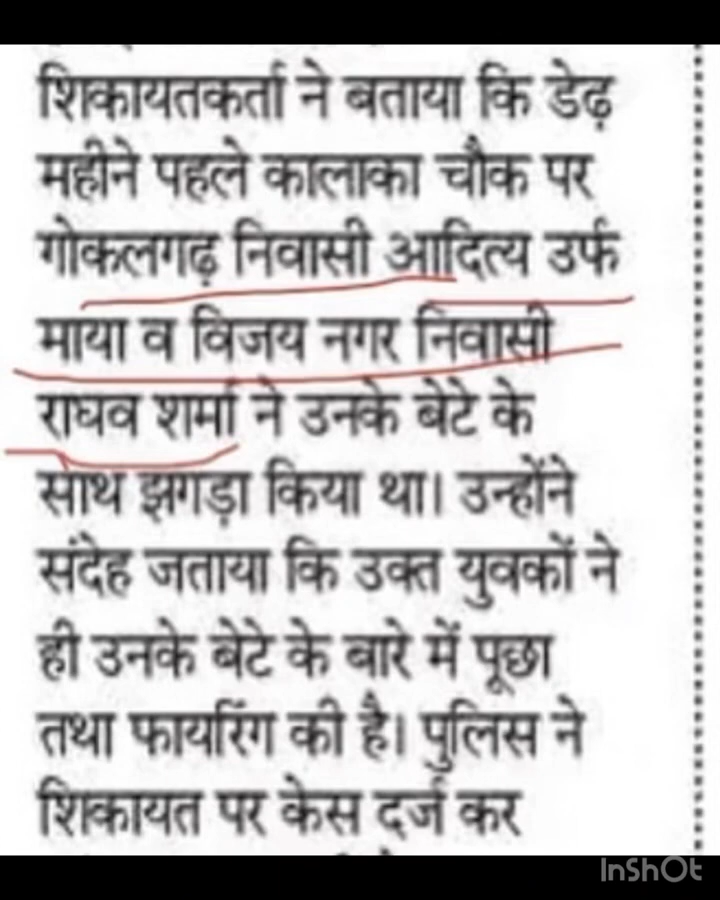 शिकायतकर्ता ने बताया कि डेढ़
महीने पहले कालाका चौक पर
गोकलगढ़ निवासी आदित्य उर्फ
माया व विजय नगर निवासी
राघव शर्मा ने उनके बेटे के
साथ झगड़ा किया था। उन्होंने
संदेह जताया कि उक्त युवकों ने
ही उनके बेटे के बारे में पूछा
तथा फायरिंग की है। पुलिस ने
शिकायत पर केस दर्ज कर
InShOt